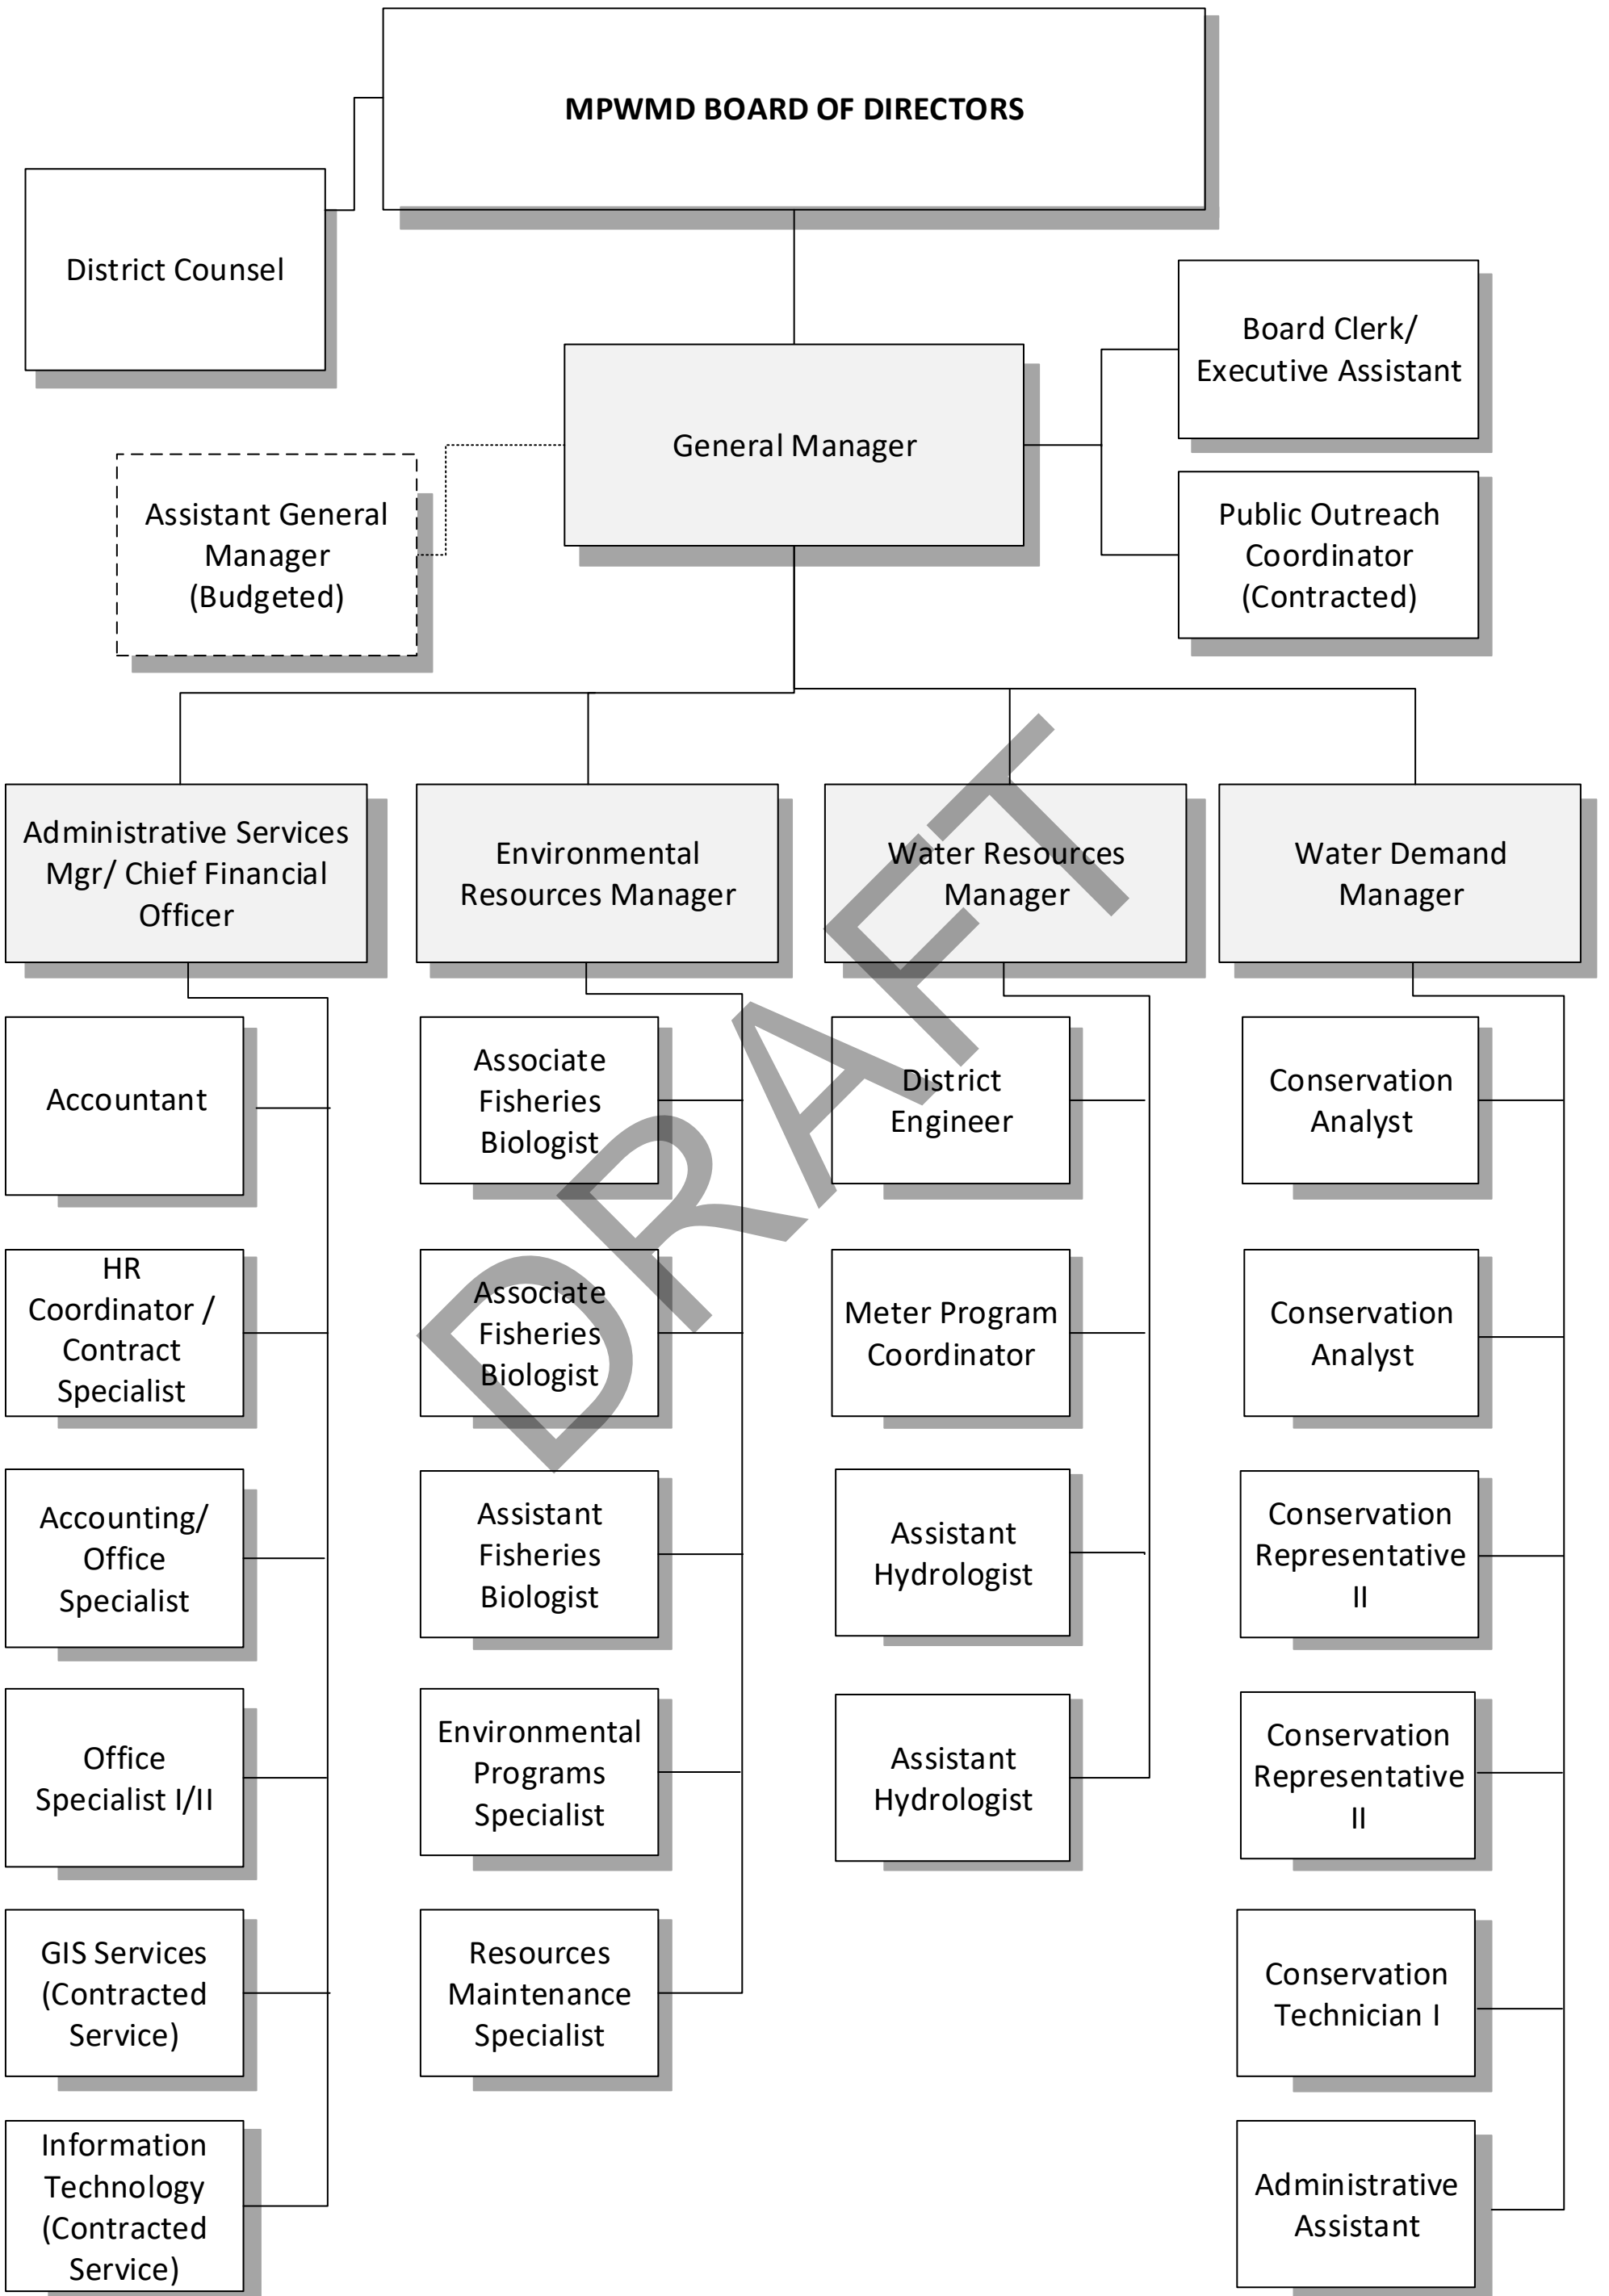 MPWMD BOARD OF DIRECTORS
District Counsel
Board Clerk/
Executive Assistant
General Manager
Assistant General
Manager
(Budgeted)
Public Outreach
Coordinator
(Contracted)
Administrative Services
Mgr/ Chief Financial
Officer
Environmental
Resources Manager
Water Resources
Manager
Water Demand
Manager
Accountant
HR
Coordinator /
Contract
Specialist
Accounting/
Office
Specialist
Office
Specialist I/II
GIS Services
(Contracted
Service)
Information
Technology
(Contracted
Service)
Associate
Fisheries
Biologist
Associate
Fisheries
Biologist
Assistant
Fisheries
Biologist
Environmental
Programs
Specialist
Resources
Maintenance
Specialist
District
Engineer
Meter Program
Coordinator
Assistant
Hydrologist
Assistant
Hydrologist
Conservation
Analyst
Conservation
Analyst
Conservation
Representative
II
Conservation
Representative
II
Conservation
Technician I
Administrative
Assistant
DRAFT